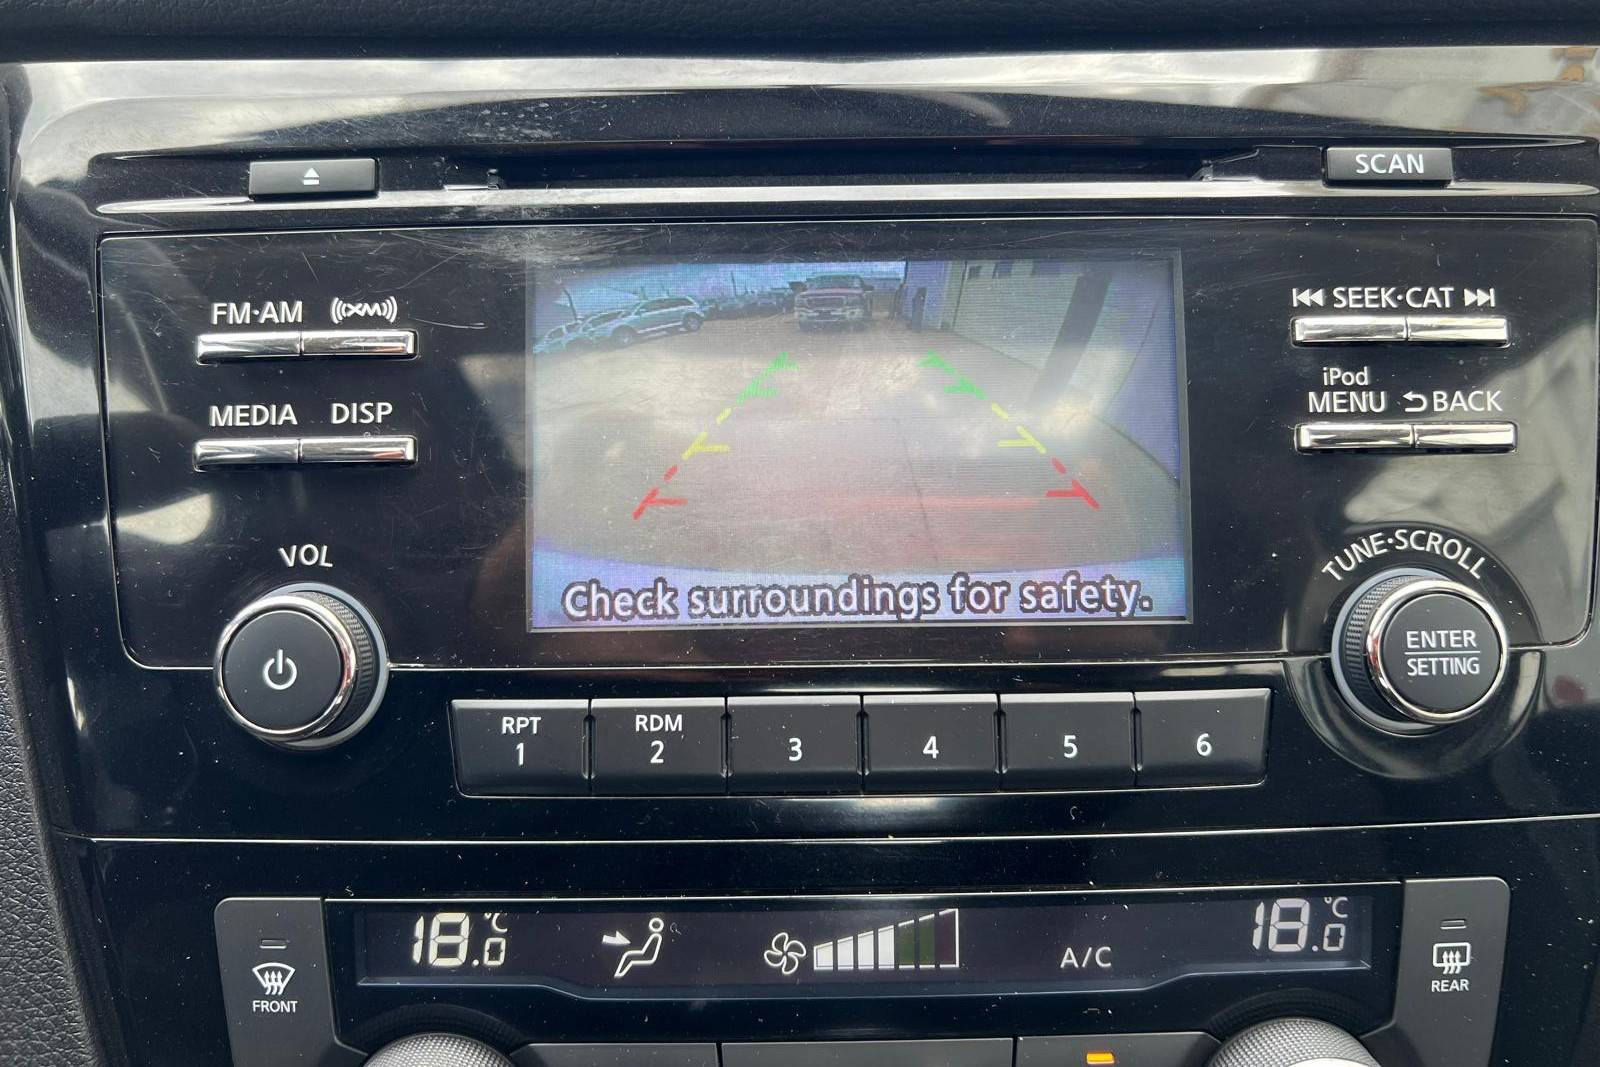 SCAN
FM·AM
XM
SEEK·CAT
MEDIA
DISP
iPod
MENU
BACK
VOL
TUNE·SCROLL
Check surroundings for safety.
ENTER
SETTING
RPT
1
RDM
2
3
4
5
6
18.0 °C
A/C
18.0 °C
FRONT
REAR